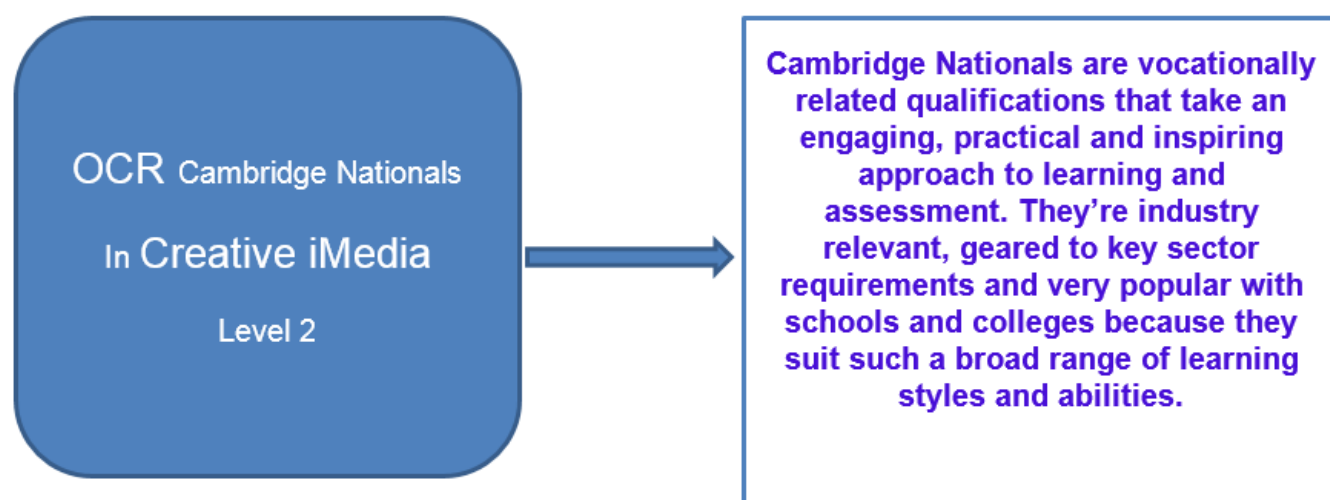 OCR Cambridge Nationals
In Creative iMedia
Level 2
Cambridge Nationals are vocationally
related qualifications that take an
engaging, practical and inspiring
approach to learning and
assessment. They’re industry
relevant, geared to key sector
requirements and very popular with
schools and colleges because they
suit such a broad range of learning
styles and abilities.